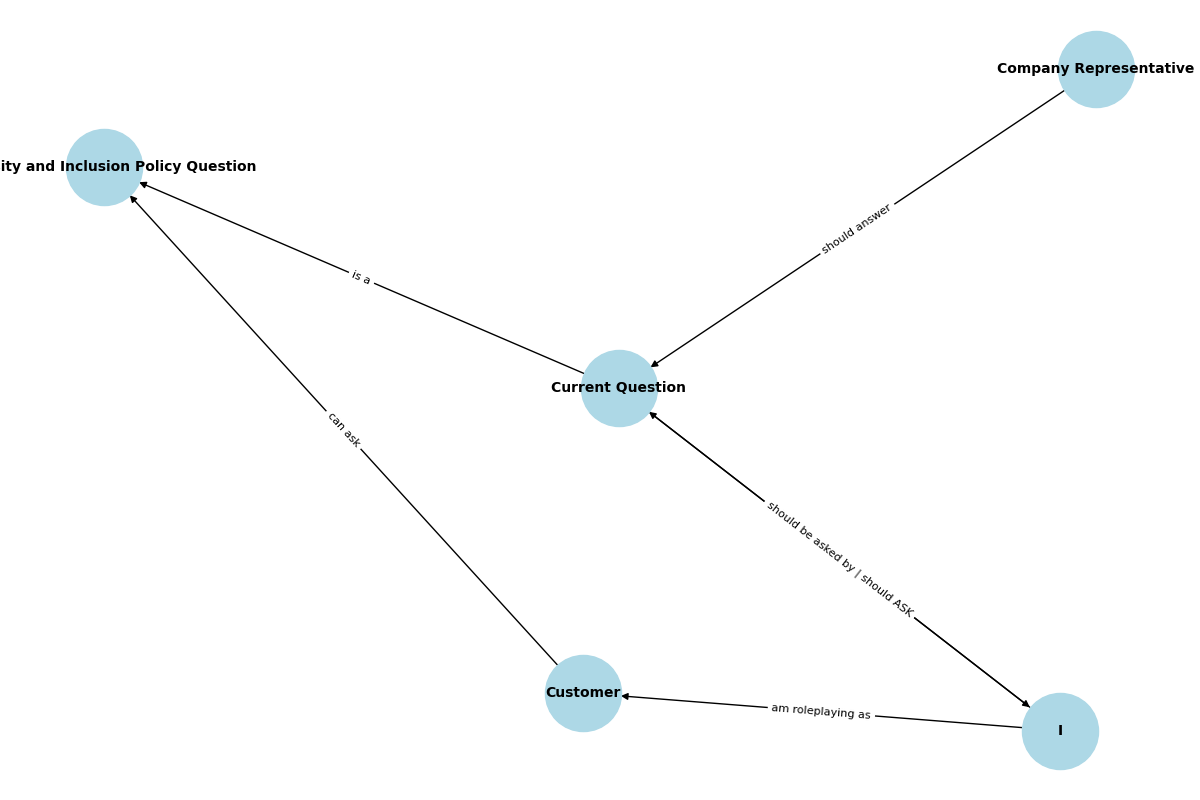 Company Representative
ity and Inclusion Policy Question
should answer
is a
Current Question
can ask
should be asked by | should ASK
Customer
am roleplaying as
I